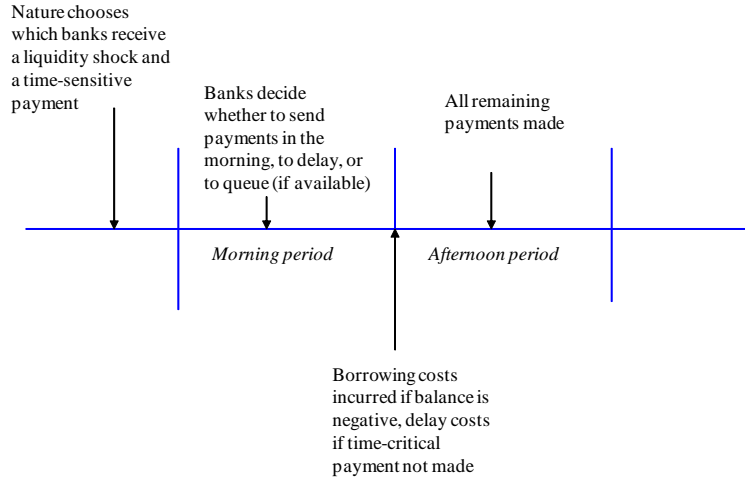 Nature chooses
which banks receive
a liquidity shock and
a time-sensitive
payment
Banks decide
whether to send
payments in the
morning, to delay, or
to queue (if available)
All remaining
payments made
Morning period
Afternoon period
Borrowing costs
incurred if balance is
negative, delay costs
if time-critical
payment not made